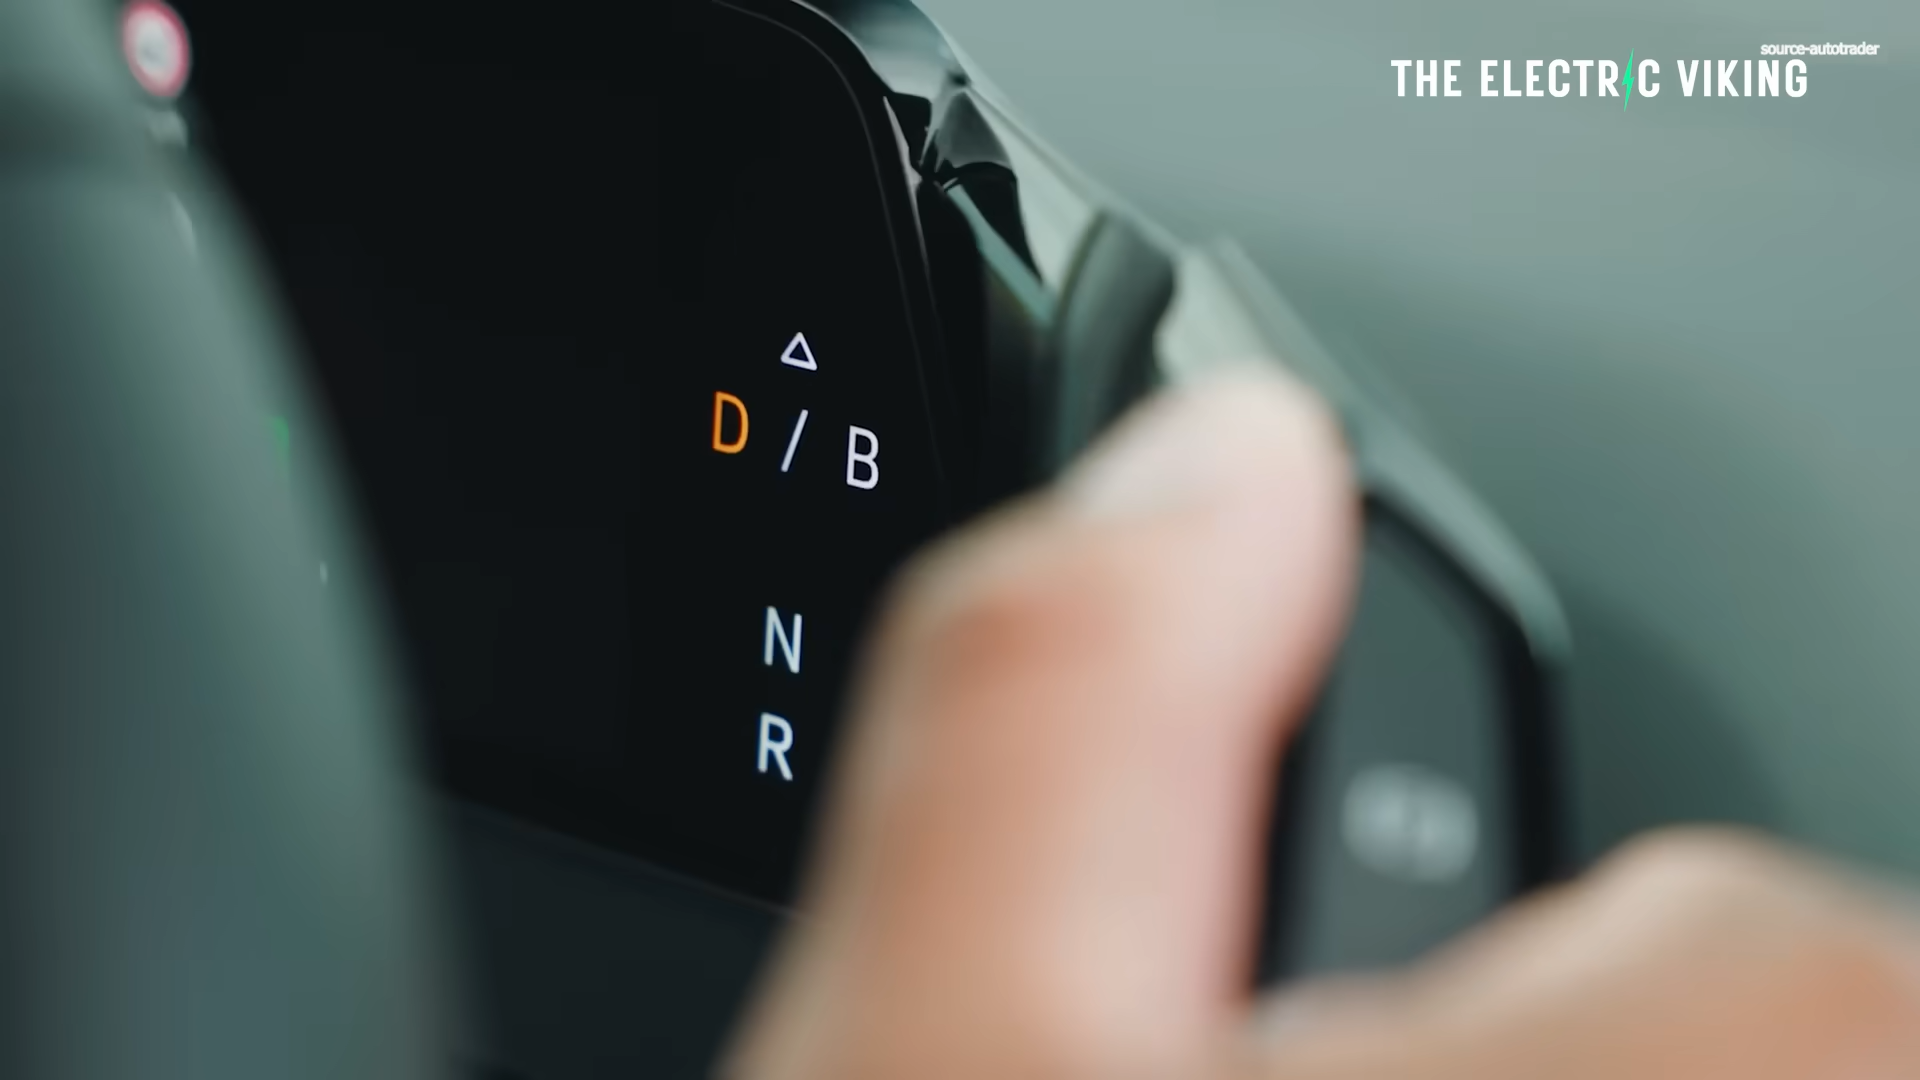 source-autotrader
THE ELECTRIC VIKING
D / B
N
R